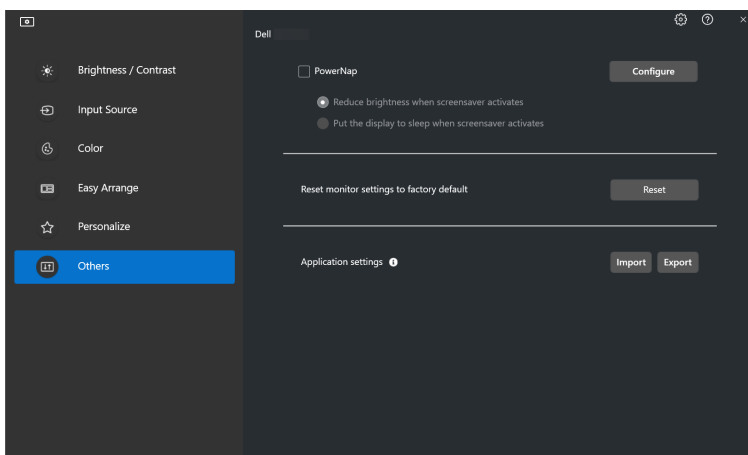 Dell
Brightness / Contrast
Input Source
Color
Easy Arrange
Personalize
Others
PowerNap
Configure
Reduce brightness when screensaver activates
Put the display to sleep when screensaver activates
Reset monitor settings to factory default
Reset
Application settings
Import
Export